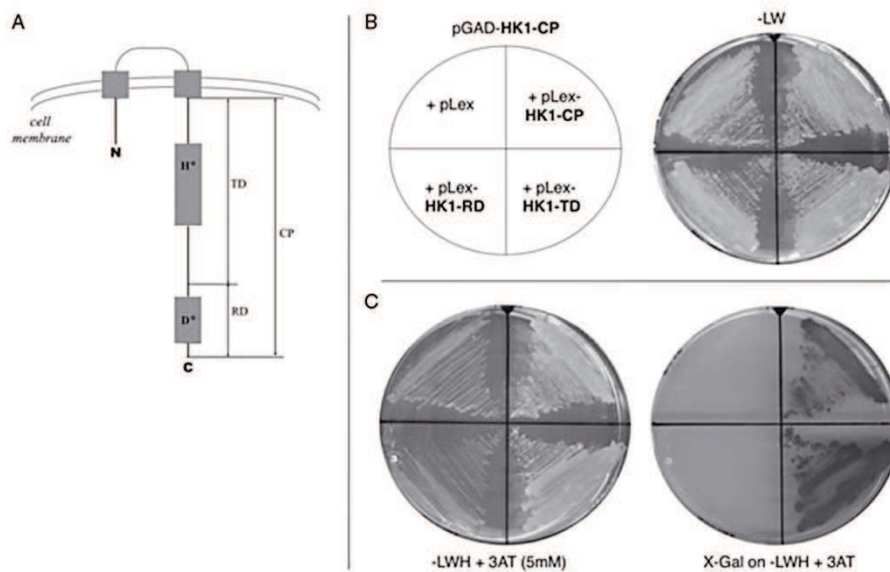 A
cell
membrane
N
H*
TD
CP
D*
RD
C
B
pGAD-HK1-CP
+ pLex
+ pLex-
HK1-CP
+ pLex-
HK1-RD
+ pLex-
HK1-TD
-LW
C
-LWH + 3AT (5mM)
X-Gal on -LWH + 3AT